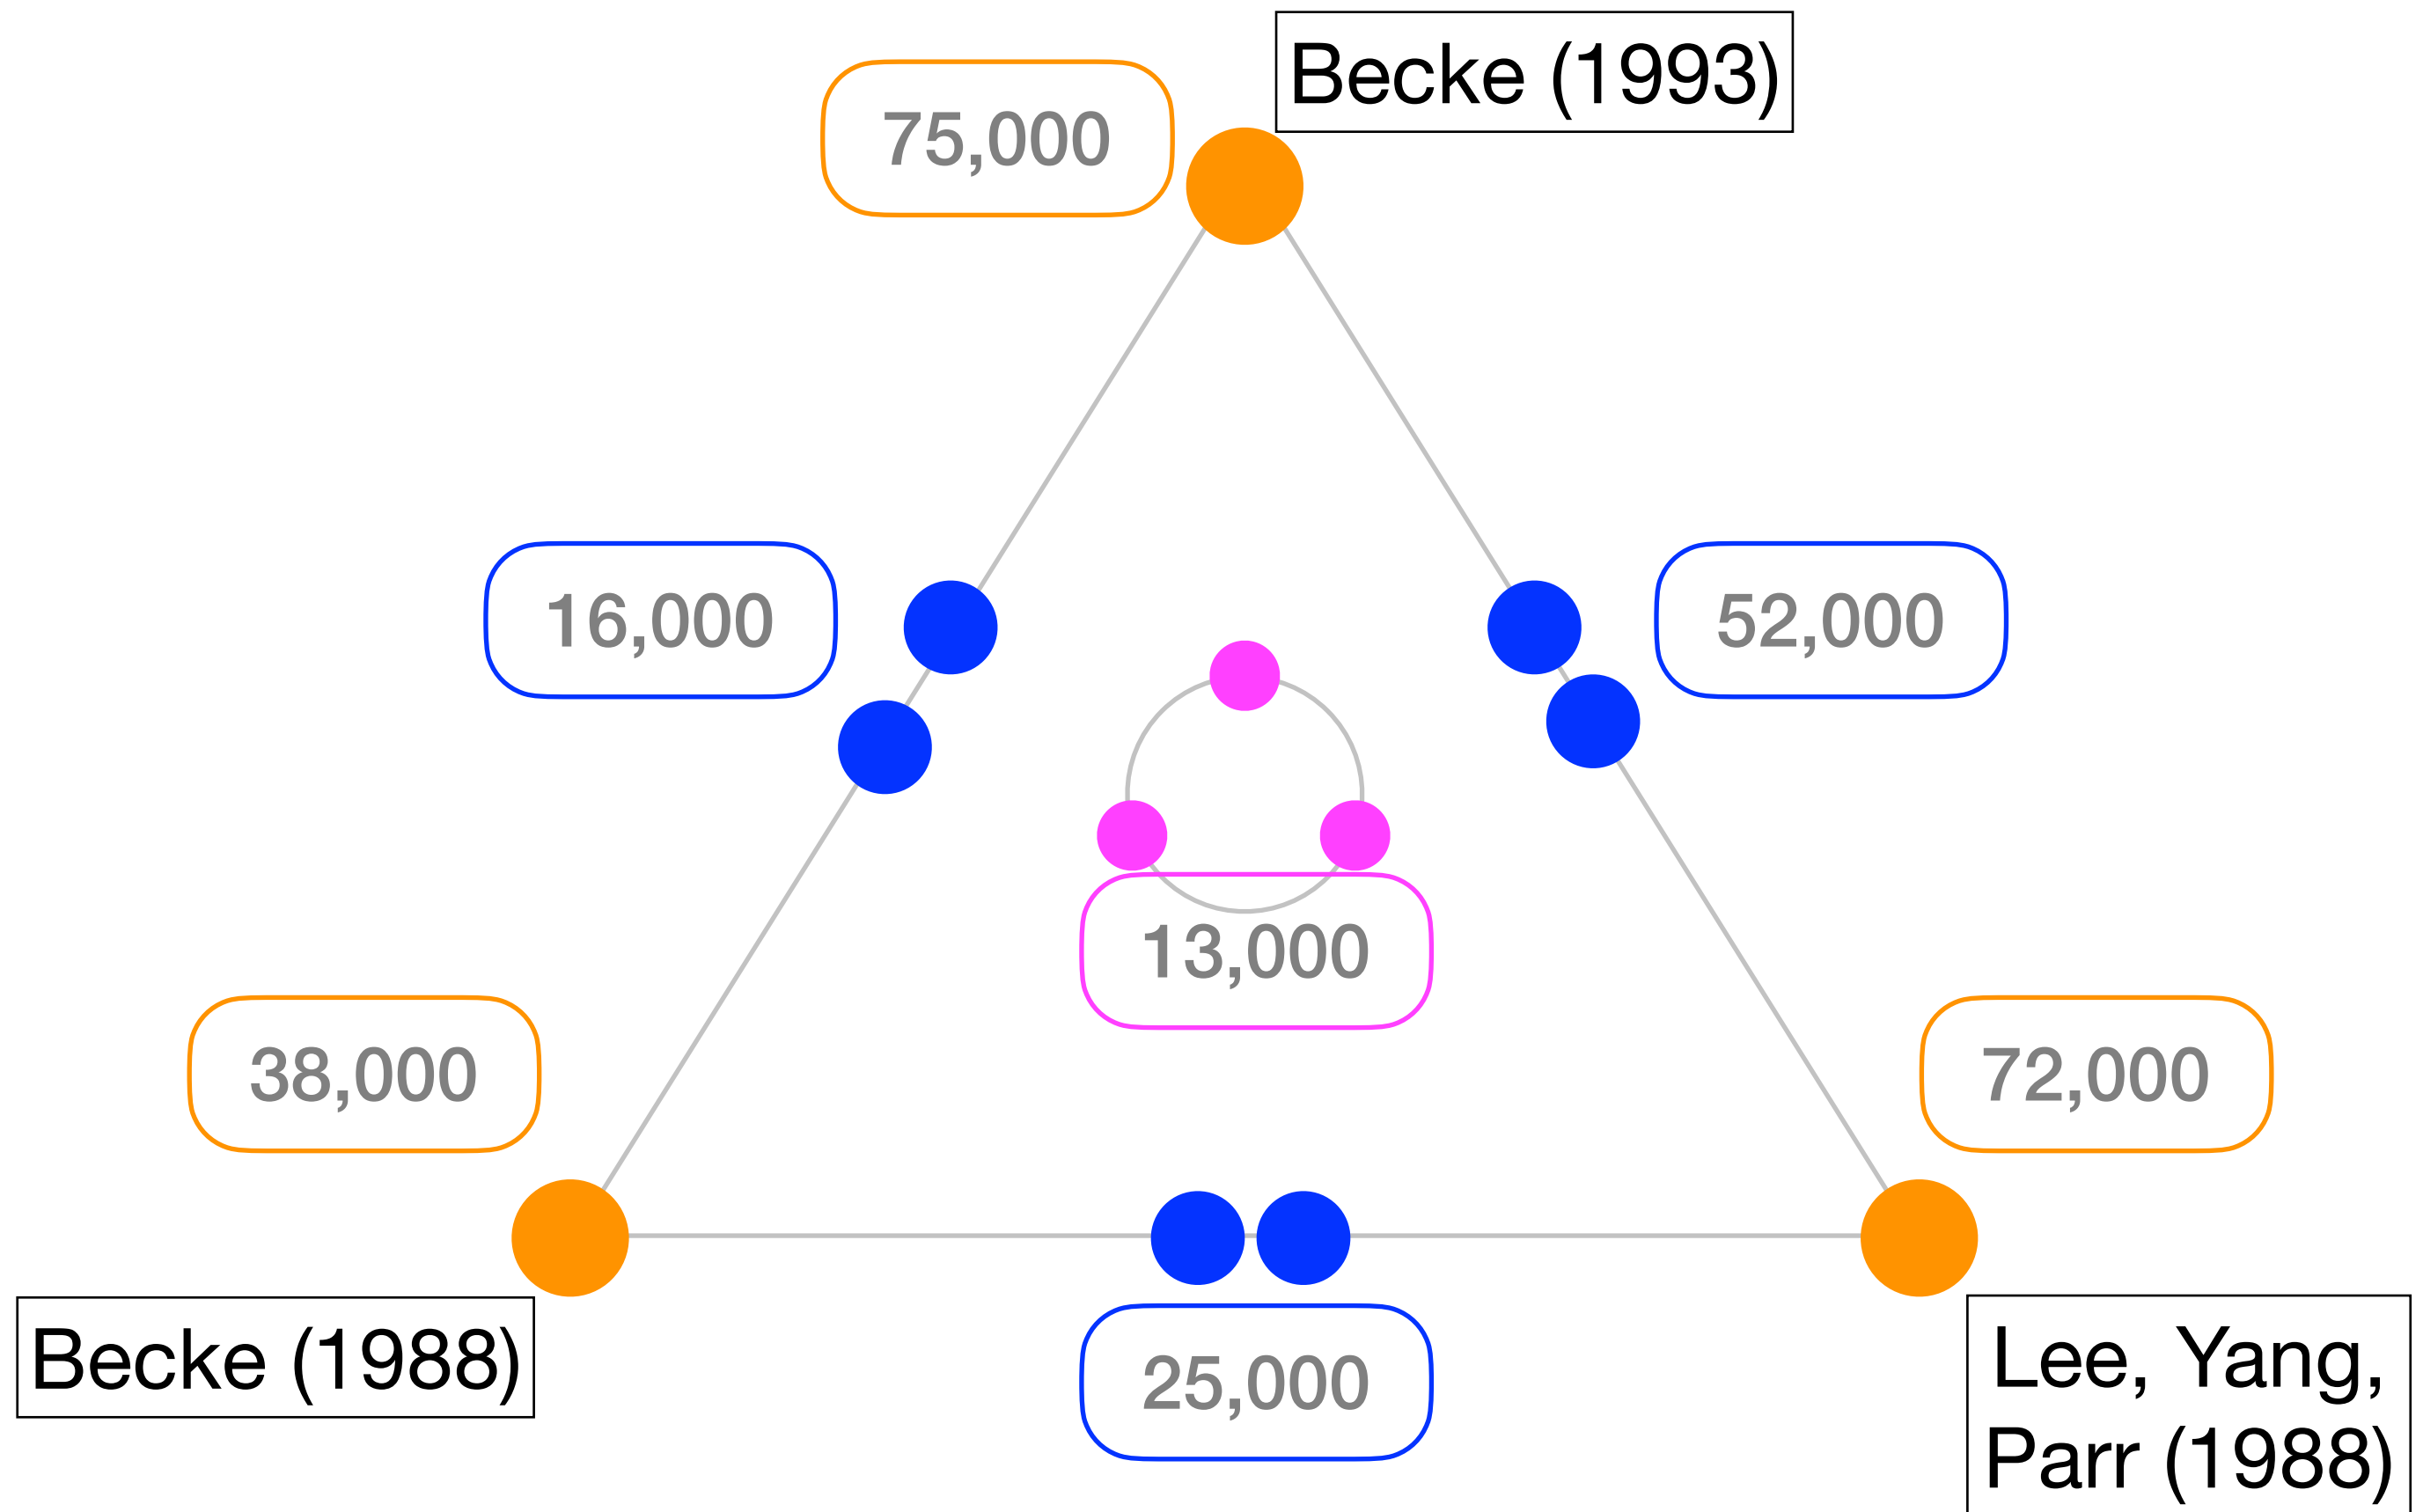 Becke (1993)
75,000
16,000
52,000
13,000
38,000
72,000
25,000
Becke (1988)
Lee, Yang,
Parr (1988)